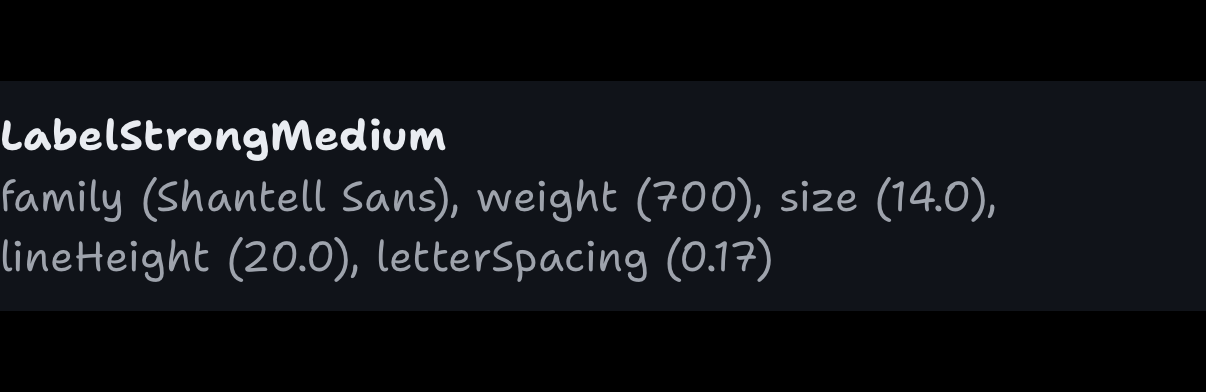 LabelStrongMedium
family (Shantell Sans), weight (700), size (14.0),
lineHeight (20.0), letterSpacing (0.17)